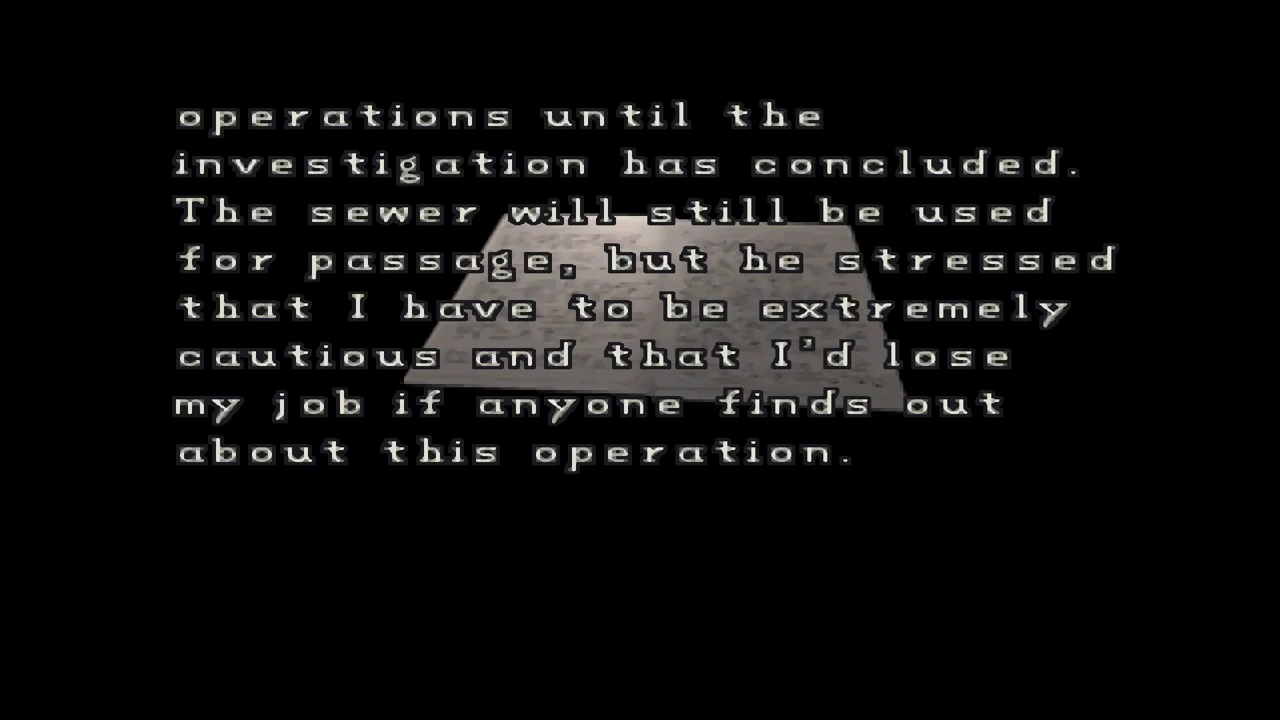 operations until the
investigation has concluded.
The sewer will still be used
for passage, but he stressed
that I have to be extremely
cautious and that I'd lose
my job if anyone finds out
about this operation.